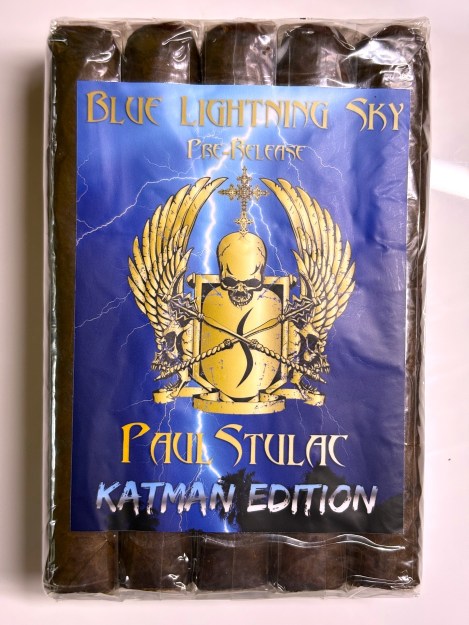 Blue Lightning Sky
Pre-Release
S
Paul Stulac
KATMAN EDITION